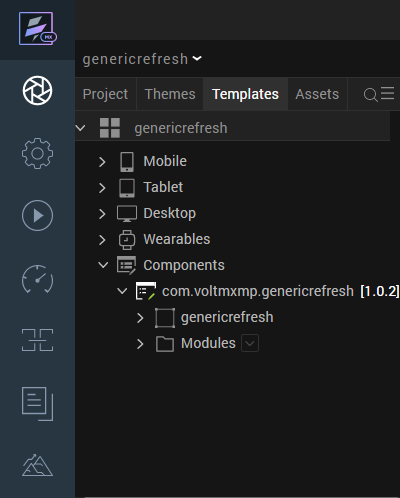 MX
genericrefresh
Project Themes Templates Assets
genericrefresh
Mobile
Tablet
Desktop
Wearables
Components
com.voltmxmp.genericrefresh [1.0.2]
genericrefresh
Modules